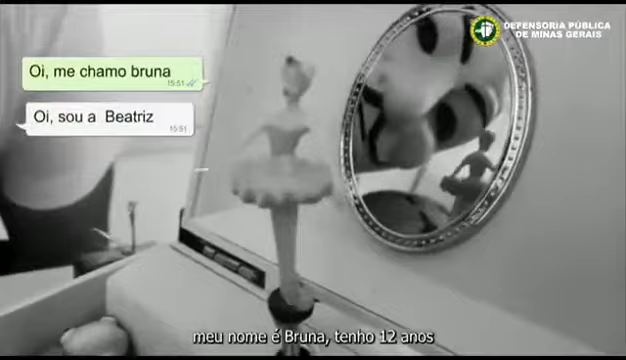 DEFENSORIA PÚBLICA
DE MINAS GERAIS
Oi, me chamo bruna
15:51
Oi, sou a Beatriz
15:51
meu nome é Bruna, tenho 12 anos